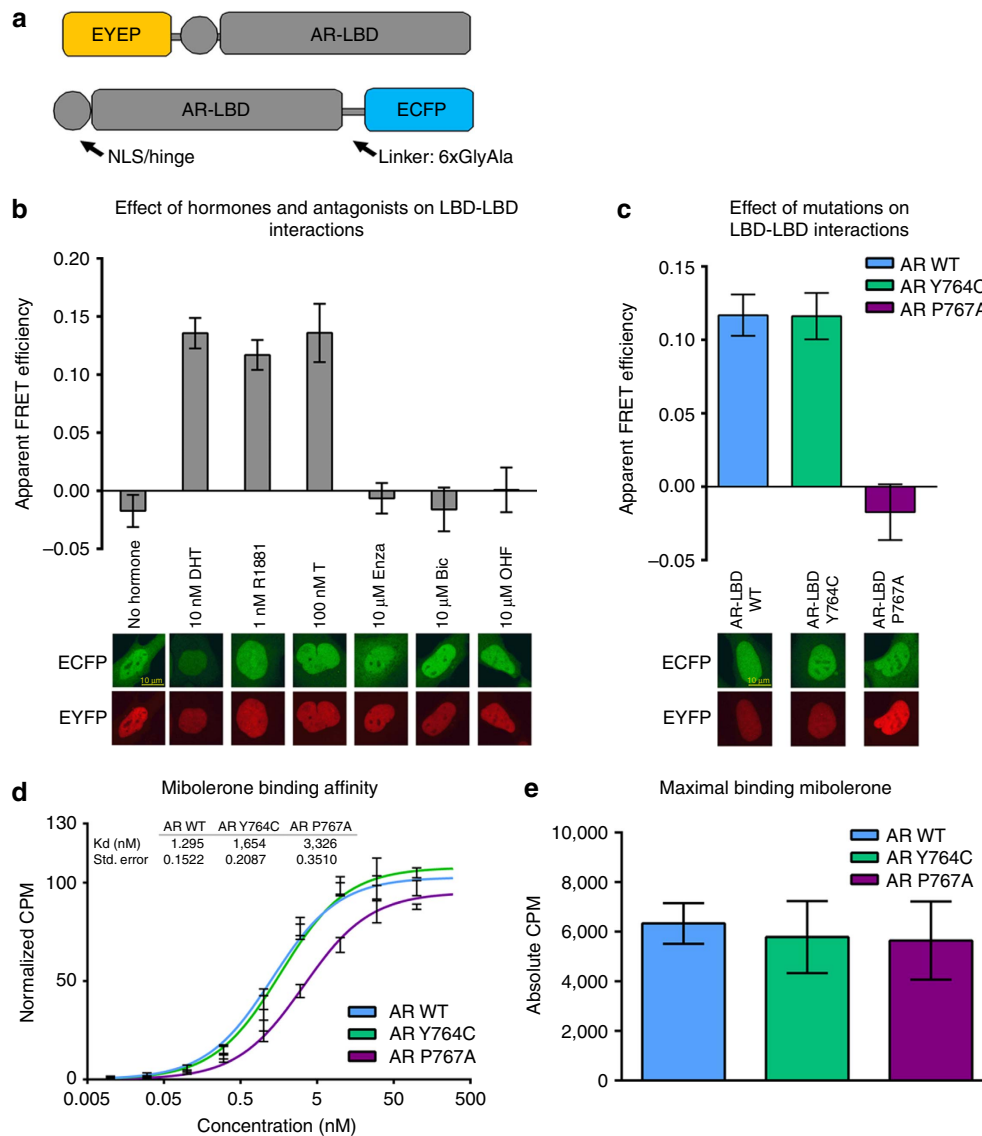 a
EYEP
AR-LBD
AR-LBD
ECFP
NLS/hinge
Linker: 6xGlyAla
b
Effect of hormones and antagonists on LBD-LBD
interactions
Apparent FRET efficiency
0.20
0.15
0.10
0.05
0.00
–0.05
No hormone
10 nM DHT
1 nM R1881
100 nM T
10 µM Enza
10 µM Bic
10 µM OHF
ECFP
10 µm
EYFP
c
Effect of mutations on
LBD-LBD interactions
AR WT
AR Y764C
AR P767A
Apparent FRET efficiency
0.15
0.10
0.05
0.00
–0.05
AR-LBD
WT
AR-LBD
Y764C
AR-LBD
P767A
ECFP
10 µm
EYFP
d
Mibolerone binding affinity
AR WT AR Y764C AR P767A
Kd (nM) 1.295 1,654 3,326
Std. error 0.1522 0.2087 0.3510
Normalized CPM
130
100
50
0
AR WT
AR Y764C
AR P767A
0.005 0.05 0.5 5 50 500
Concentration (nM)
e
Maximal binding mibolerone
AR WT
AR Y764C
AR P767A
Absolute CPM
10,000
8,000
6,000
4,000
2,000
0